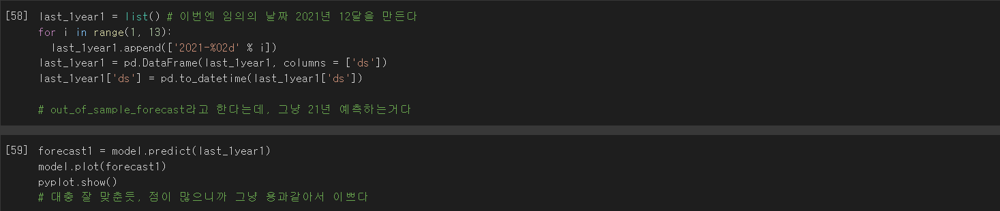 [58] last_1year1 = list() # 이번엔 임의의 날짜 2021년 12달을 만든다
for i in range(1, 13):
  last_1year1.append(['2021-%02d' % i])
last_1year1 = pd.DataFrame(last_1year1, columns = ['ds'])
last_1year1['ds'] = pd.to_datetime(last_1year1['ds'])
# out_of_sample_forecast라고 한다는데, 그냥 21년 예측하는거다
[59] forecast1 = model.predict(last_1year1)
model.plot(forecast1)
pyplot.show()
# 대충 잘 맞춘듯, 점이 많으니까 그냥 용과같아서 이쁘다